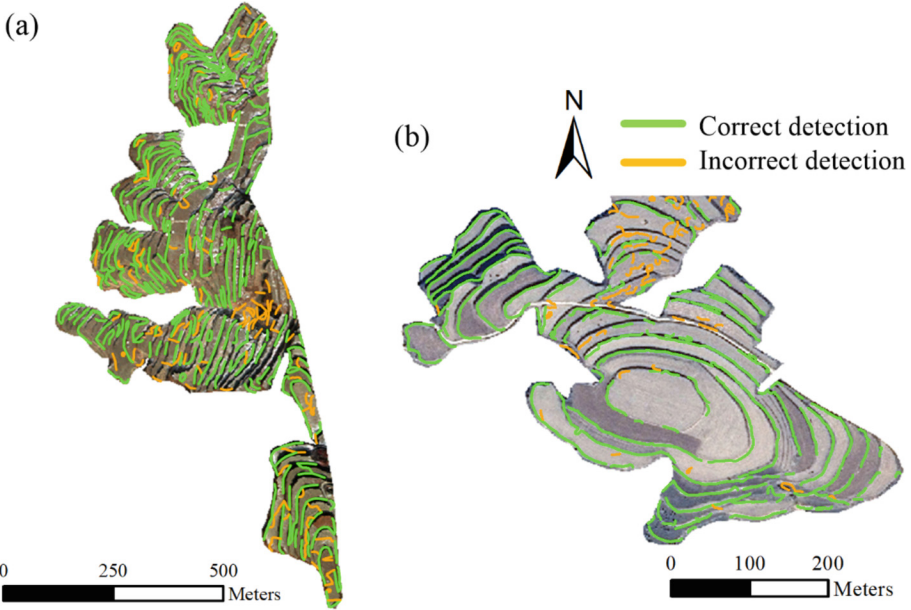 (a)
N
(b)
Correct detection
Incorrect detection
0 250 500
Meters
0 100 200
Meters